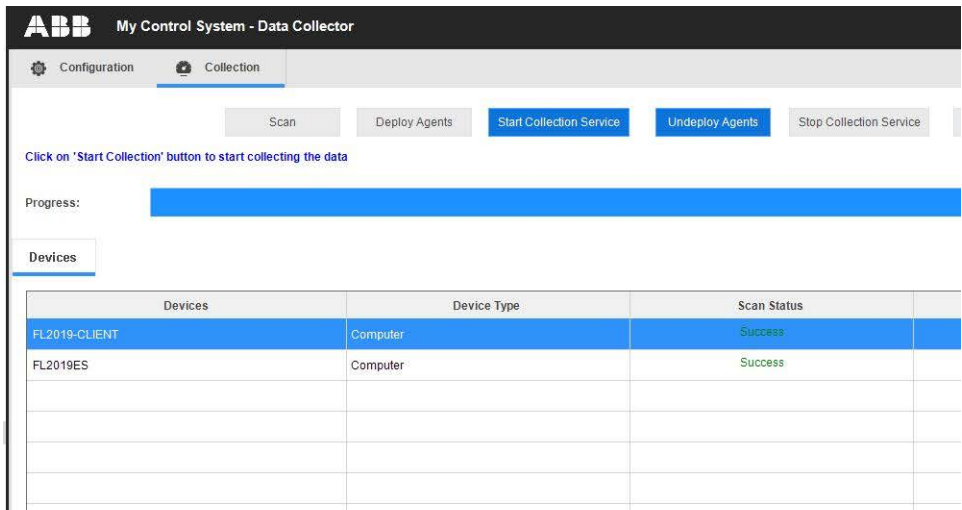 ABB My Control System - Data Collector
Configuration Collection
Scan Deploy Agents Start Collection Service Undeploy Agents Stop Collection Service
Click on 'Start Collection' button to start collecting the data
Progress:
Devices
Devices Device Type Scan Status
FL2019-CLIENT Computer Success
FL2019ES Computer Success